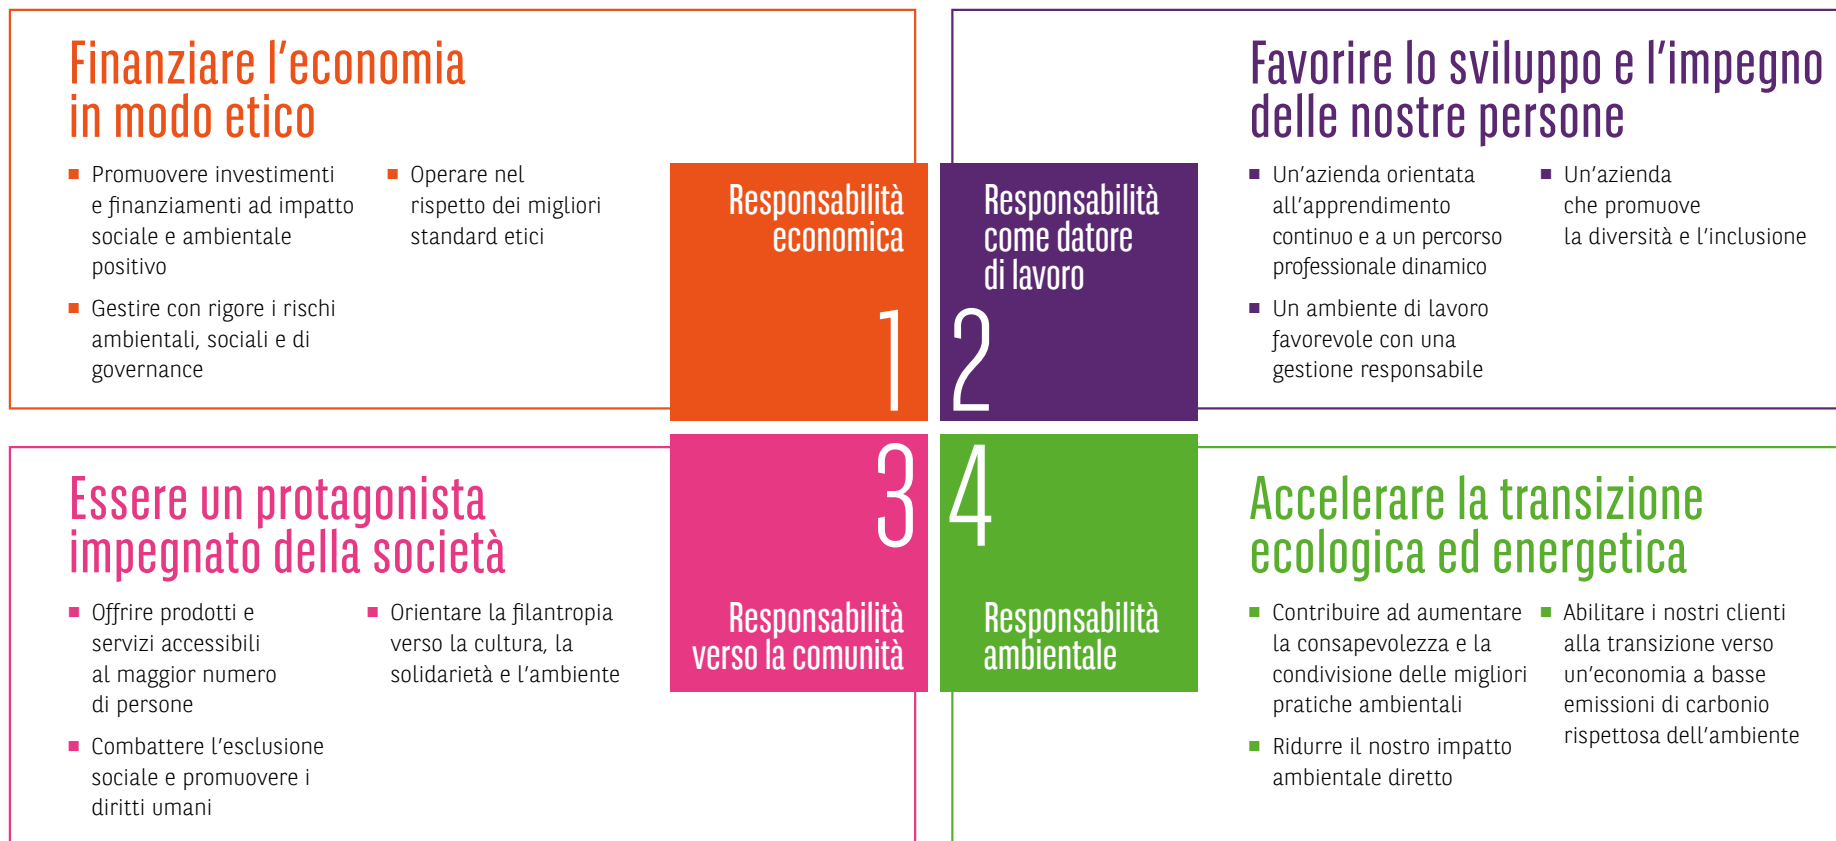 Finanziare l’economia
in modo etico
Promuovere investimenti
e finanziamenti ad impatto
sociale e ambientale
positivo
Gestire con rigore i rischi
ambientali, sociali e di
governance
Operare nel
rispetto dei migliori
standard etici
Responsabilità
economica
1
Favorire lo sviluppo e l’impegno
delle nostre persone
Responsabilità
come datore
di lavoro
2
Un’azienda orientata
all’apprendimento
continuo e a un percorso
professionale dinamico
Un ambiente di lavoro
favorevole con una
gestione responsabile
Un’azienda
che promuove
la diversità e l’inclusione
Essere un protagonista
impegnato della società
Offrire prodotti e
servizi accessibili
al maggior numero
di persone
Combattere l’esclusione
sociale e promuovere i
diritti umani
Orientare la filantropia
verso la cultura, la
solidarietà e l’ambiente
3
Responsabilità
verso la comunità
4
Responsabilità
ambientale
Accelerare la transizione
ecologica ed energetica
Contribuire ad aumentare
la consapevolezza e la
condivisione delle migliori
pratiche ambientali
Ridurre il nostro impatto
ambientale diretto
Abilitare i nostri clienti
alla transizione verso
un’economia a basse
emissioni di carbonio
rispettosa dell’ambiente